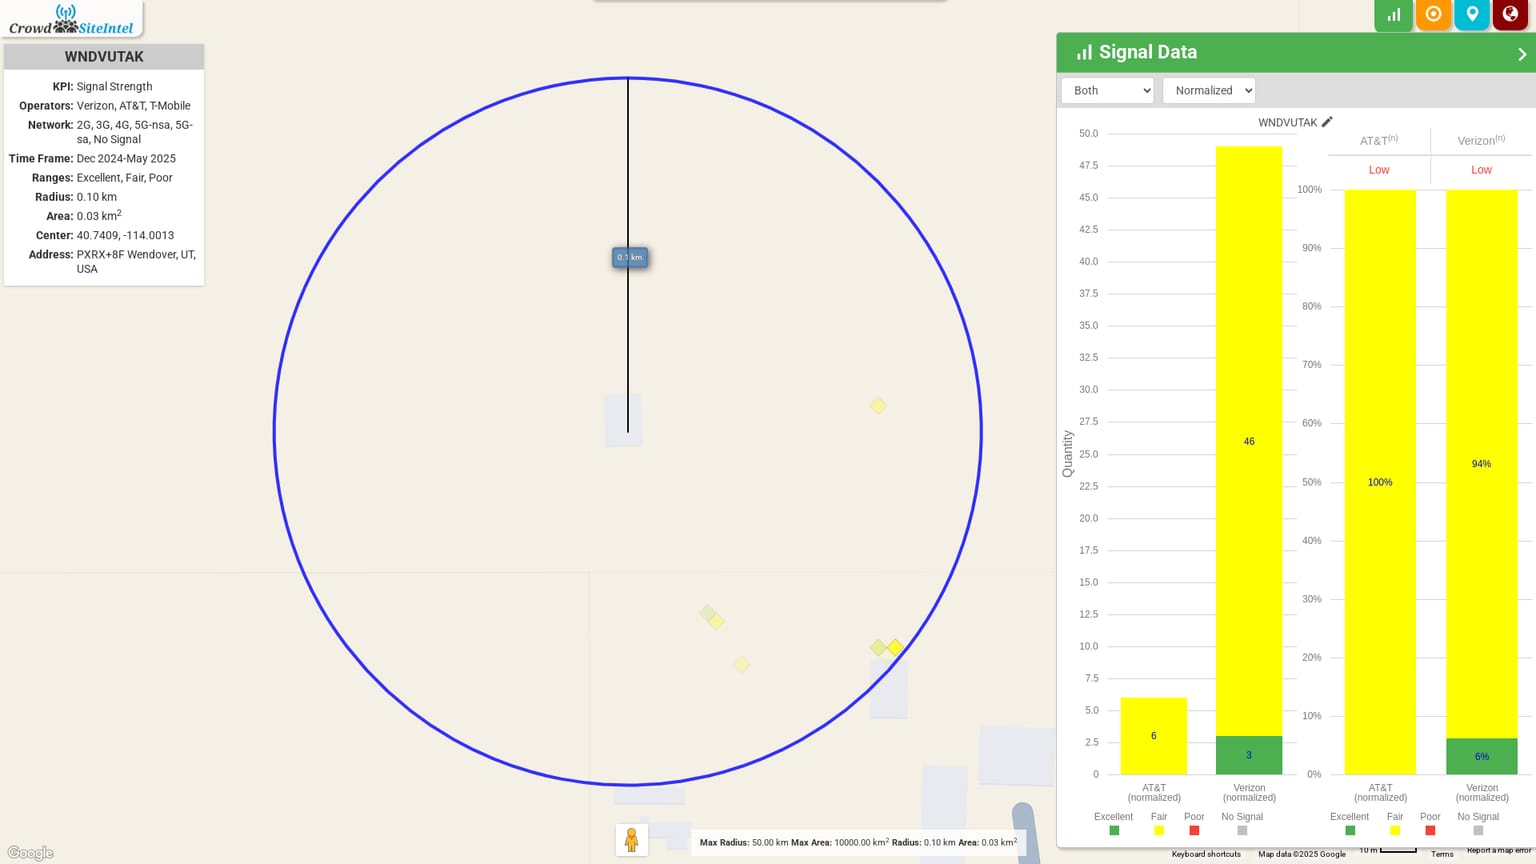 Crowd SiteIntel
WNDVUTAK
KPI: Signal Strength
Operators: Verizon, AT&T, T-Mobile
Network: 2G, 3G, 4G, 5G-nsa, 5G-
sa, No Signal
Time Frame: Dec 2024-May 2025
Ranges: Excellent, Fair, Poor
Radius: 0.10 km
Area: 0.03 km²
Center: 40.7409, -114.0013
Address: PXRX+8F Wendover, UT,
USA
0.1 km
Google
Max Radius: 50.00 km Max Area: 10000.00 km² Radius: 0.10 km Area: 0.03 km²
Signal Data
Both Normalized
WNDVUTAK
Quantity
50.0
47.5
45.0
42.5
40.0
37.5
35.0
32.5
30.0
27.5
25.0
22.5
20.0
17.5
15.0
12.5
10.0
7.5
5.0
2.5
0
6
46
3
AT&T Verizon
(normalized) (normalized)
Excellent Fair Poor No Signal
AT&T(n) Verizon(n)
Low Low
100%
90%
80%
70%
60%
50%
40%
30%
20%
10%
0%
100%
94%
6%
AT&T Verizon
(normalized) (normalized)
Excellent Fair Poor No Signal
Keyboard shortcuts Map data ©2025 Google 10 m Terms Report a map error